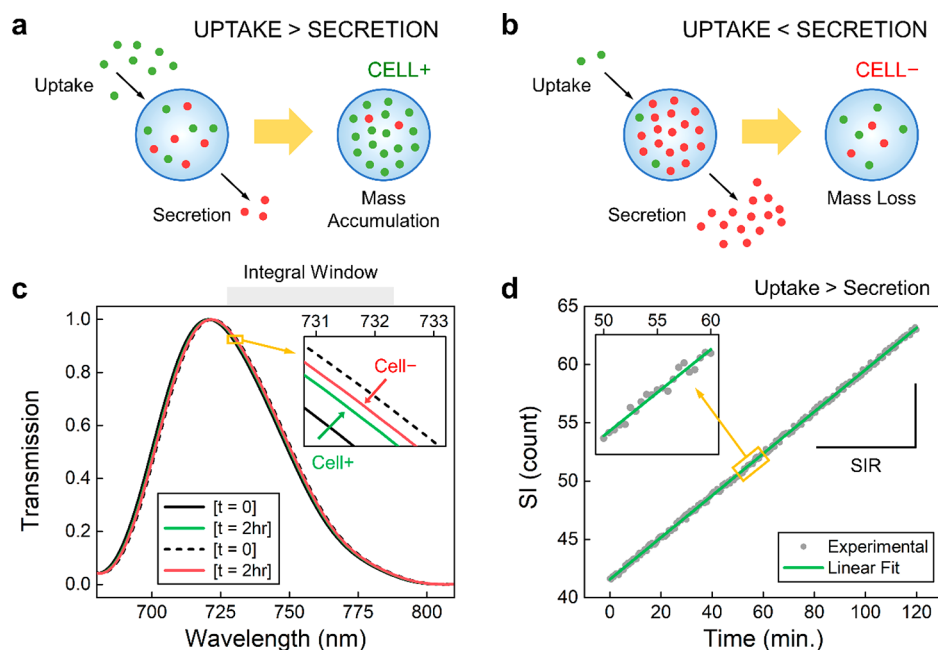 a
UPTAKE > SECRETION
Uptake
CELL+
Secretion
Mass
Accumulation
b
UPTAKE < SECRETION
Uptake
CELL−
Secretion
Mass Loss
c
Integral Window
Transmission
1.0
0.8
0.6
0.4
0.2
0.0
731 732 733
Cell−
Cell+
[t = 0]
[t = 2hr]
[t = 0]
[t = 2hr]
700 725 750 775 800
Wavelength (nm)
d
Uptake > Secretion
SI (count)
65
60
55
50
45
40
50 55 60
SIR
Experimental
Linear Fit
0 20 40 60 80 100 120
Time (min.)